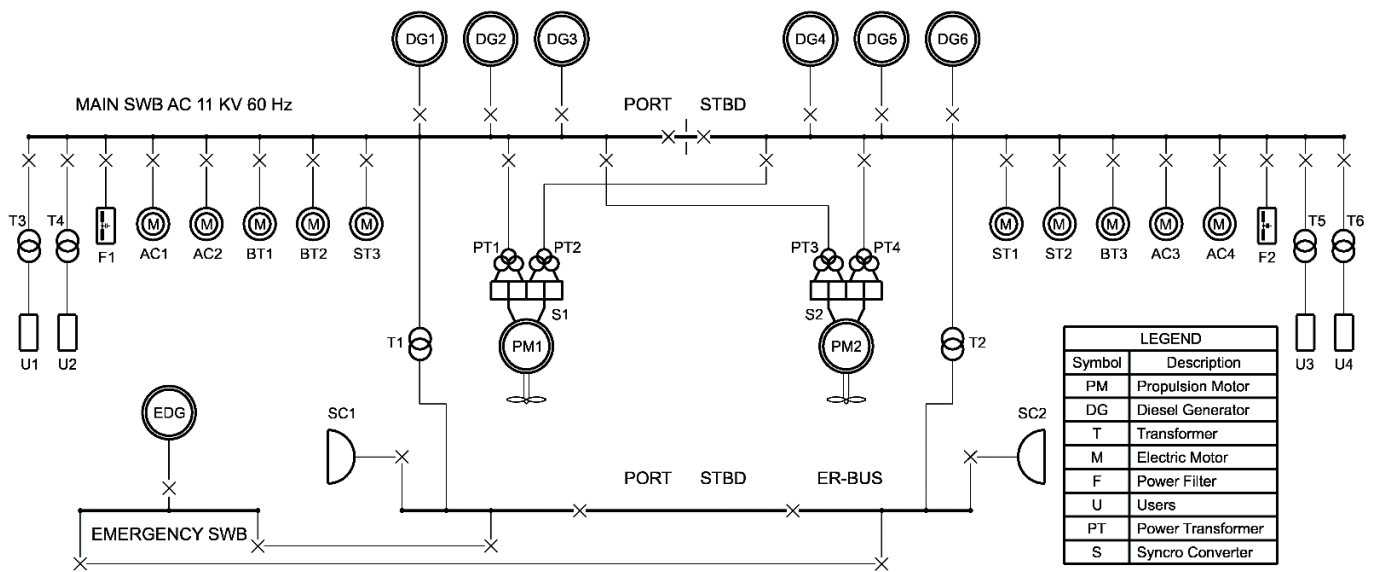 DG1 DG2 DG3 DG4 DG5 DG6
MAIN SWB AC 11 KV 60 Hz PORT STBD
T3 T4 T5 T6
M M M M M M M M M M
F1 AC1 AC2 BT1 BT2 ST3 PT1 PT2 PT3 PT4 ST1 ST2 BT3 AC3 AC4 F2
S1 S2
T1 PM1 PM2 T2
U1 U2 U3 U4
LEGEND
Symbol Description
PM Propulsion Motor
DG Diesel Generator
T Transformer
M Electric Motor
F Power Filter
U Users
PT Power Transformer
S Syncro Converter
EDG SC1 SC2
PORT STBD ER-BUS
EMERGENCY SWB